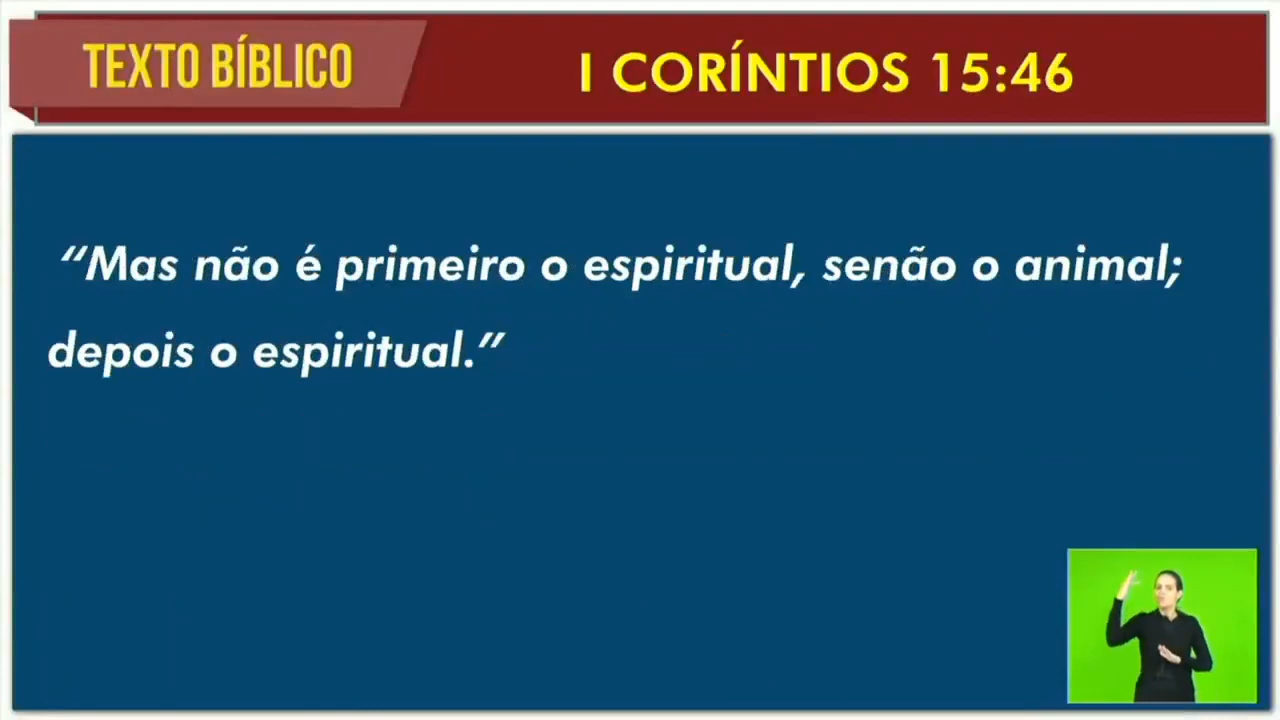 TEXTO BÍBLICO
I CORÍNTIOS 15:46
“Mas não é primeiro o espiritual, senão o animal;
depois o espiritual.”